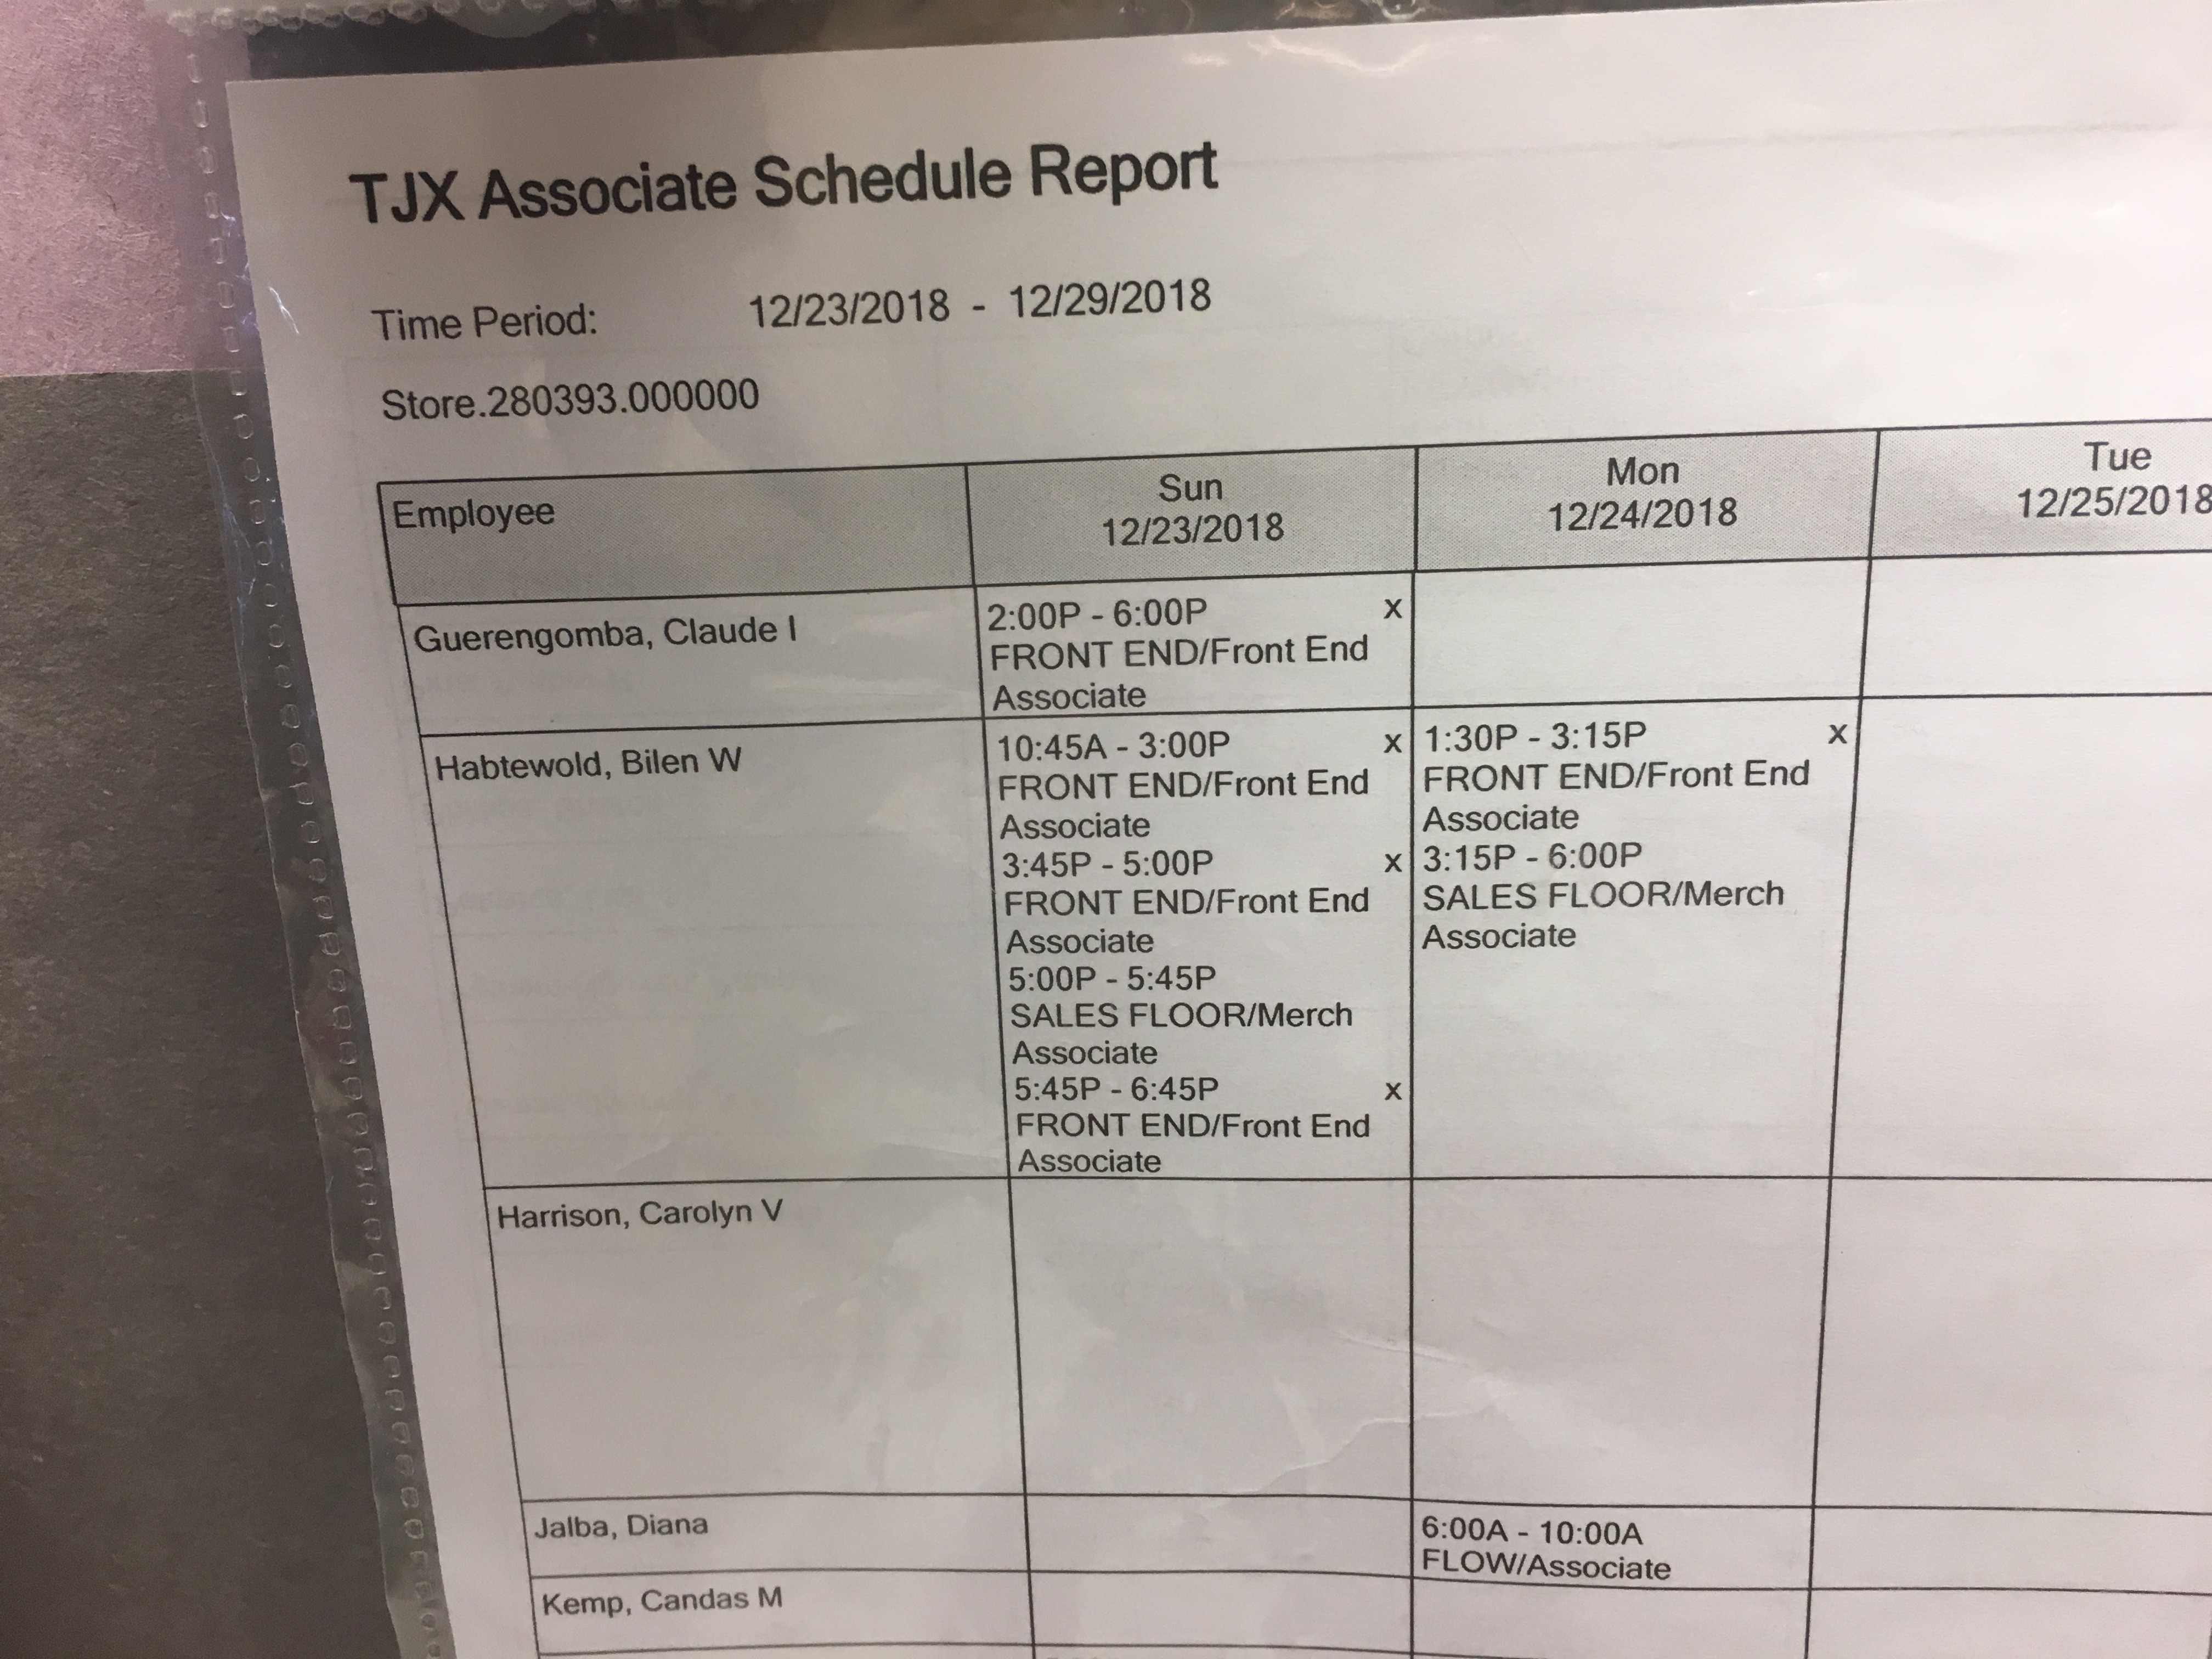 TJX Associate Schedule Report
Time Period: 12/23/2018 - 12/29/2018
Store.280393.000000
Employee
Sun
12/23/2018
Mon
12/24/2018
Tue
12/25/2018
Guerengomba, Claude I
2:00P - 6:00P x
FRONT END/Front End
Associate
Habtewold, Bilen W
10:45A - 3:00P x
FRONT END/Front End
Associate
3:45P - 5:00P x
FRONT END/Front End
Associate
5:00P - 5:45P
SALES FLOOR/Merch
Associate
5:45P - 6:45P x
FRONT END/Front End
Associate
1:30P - 3:15P x
FRONT END/Front End
Associate
3:15P - 6:00P
SALES FLOOR/Merch
Associate
Harrison, Carolyn V
Jalba, Diana
6:00A - 10:00A
FLOW/Associate
Kemp, Candas M